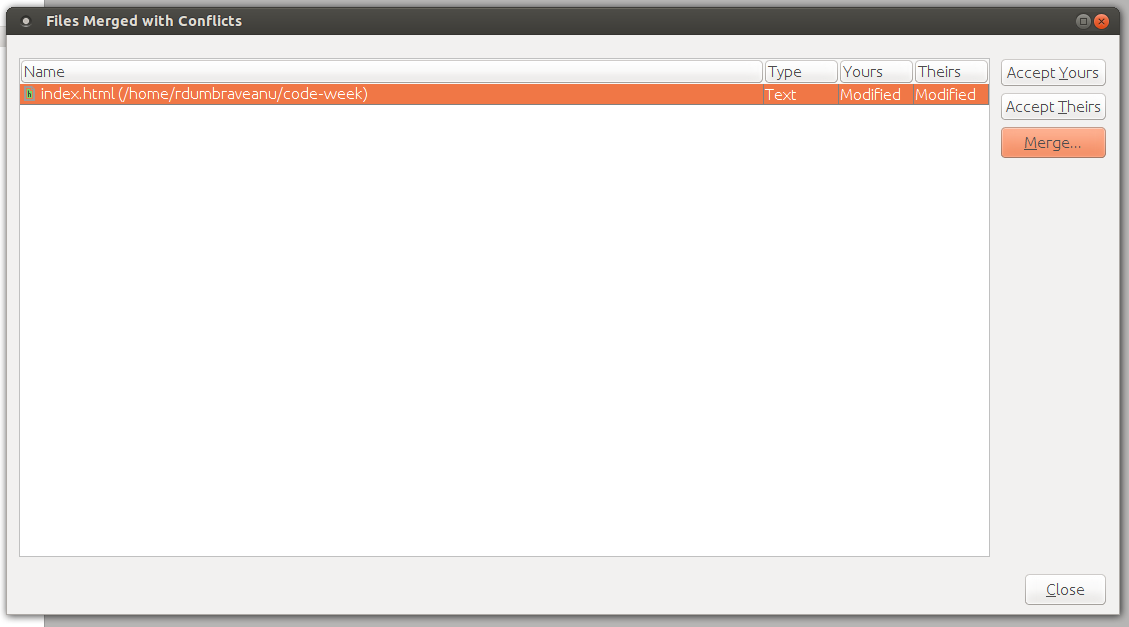 Files Merged with Conflicts
Name Type Yours Theirs
index.html (/home/rdumbraveanu/code-week) Text Modified Modified
Accept Yours
Accept Theirs
Merge...
Close